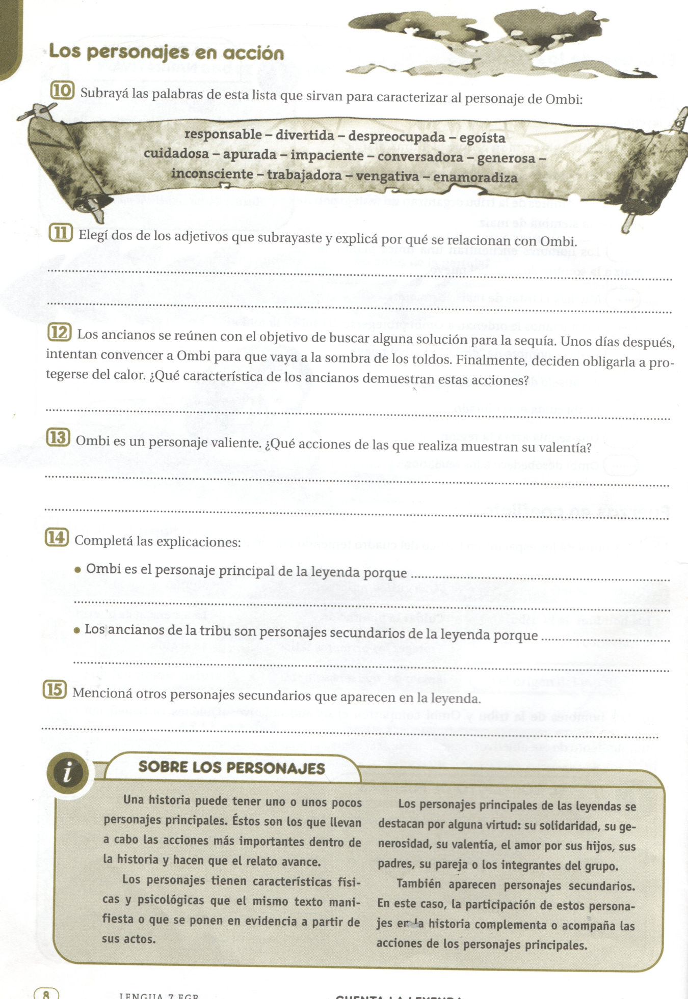 Los personajes en acción
10 Subrayá las palabras de esta lista que sirvan para caracterizar al personaje de Ombi:
responsable – divertida – despreocupada – egoísta
cuidadosa – apurada – impaciente – conversadora – generosa –
inconsciente – trabajadora – vengativa – enamoradiza
11 Elegí dos de los adjetivos que subrayaste y explicá por qué se relacionan con Ombi.
12 Los ancianos se reúnen con el objetivo de buscar alguna solución para la sequía. Unos días después,
intentan convencer a Ombi para que vaya a la sombra de los toldos. Finalmente, deciden obligarla a pro-
tegerse del calor. ¿Qué característica de los ancianos demuestran estas acciones?
13 Ombi es un personaje valiente. ¿Qué acciones de las que realiza muestran su valentía?
14 Completá las explicaciones:
• Ombi es el personaje principal de la leyenda porque
• Los ancianos de la tribu son personajes secundarios de la leyenda porque
15 Mencioná otros personajes secundarios que aparecen en la leyenda.
i SOBRE LOS PERSONAJES
Una historia puede tener uno o unos pocos
personajes principales. Éstos son los que llevan
a cabo las acciones más importantes dentro de
la historia y hacen que el relato avance.
Los personajes tienen características físi-
cas y psicológicas que el mismo texto mani-
fiesta o que se ponen en evidencia a partir de
sus actos.
Los personajes principales de las leyendas se
destacan por alguna virtud: su solidaridad, su ge-
nerosidad, su valentía, el amor por sus hijos, sus
padres, su pareja o los integrantes del grupo.
También aparecen personajes secundarios.
En este caso, la participación de estos persona-
jes en la historia complementa o acompaña las
acciones de los personajes principales.
8 LENGUA 7 EGB CUENTA LA LEYENDA